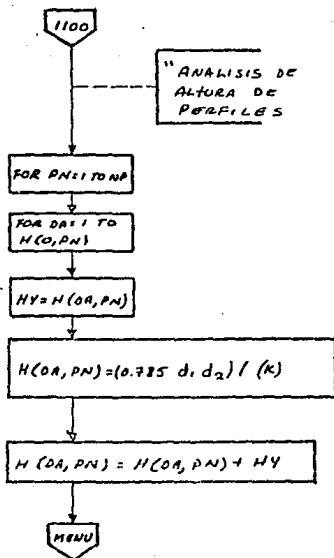 1100
"ANALISIS DE
ALTURA DE
PERFILES
FOR PN=1 TO NP
FOR DA=1 TO
H(0,PN)
HY=H(DA,PN)
H(DA,PN)=(0.785 d1 d2) / (K)
H(DA,PN) = H(DA,PN) + HY
MENU